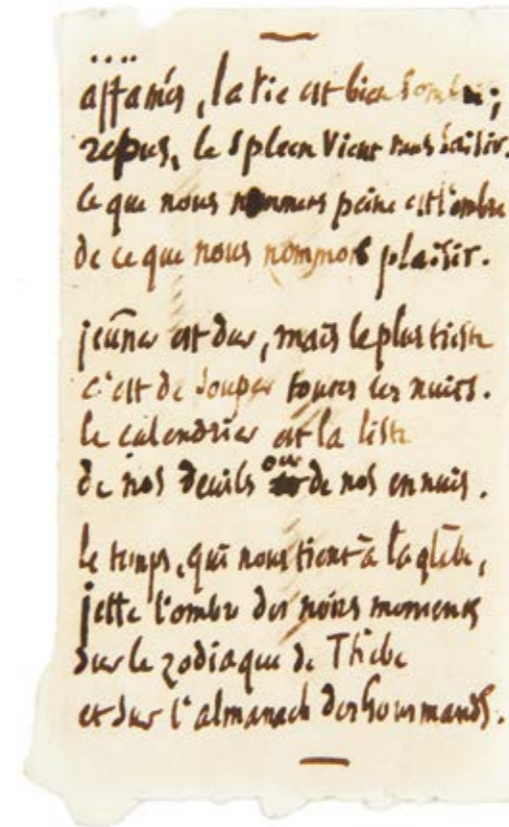 ....
affamés, la vie est bien sombre ;
repus, le spleen vient nous saisir.
ce que nous nommons peine est l'ombre
de ce que nous nommons plaisir.
jeûner est dur, mais le plus triste
c'est de souper toutes les nuits.
le calendrier est la liste
de nos deuils ou de nos ennuis.
le temps, qui nous tient à la glèbe,
jette l'ombre des noirs moments
sur le zodiaque de Thèbe
et sur l'almanach des Gourmands.